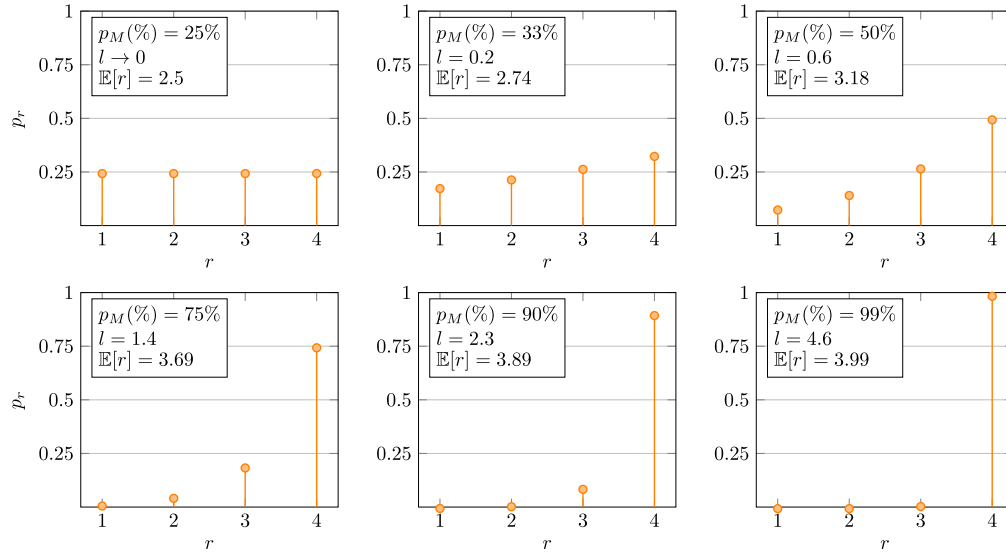 1
0.75
0.5
0.25
p_r
p_M(%) = 25%
l → 0
𝔼[r] = 2.5
1 2 3 4
r
1
0.75
0.5
0.25
p_M(%) = 33%
l = 0.2
𝔼[r] = 2.74
1 2 3 4
r
1
0.75
0.5
0.25
p_M(%) = 50%
l = 0.6
𝔼[r] = 3.18
1 2 3 4
r
1
0.75
0.5
0.25
p_r
p_M(%) = 75%
l = 1.4
𝔼[r] = 3.69
1 2 3 4
r
1
0.75
0.5
0.25
p_M(%) = 90%
l = 2.3
𝔼[r] = 3.89
1 2 3 4
r
1
0.75
0.5
0.25
p_M(%) = 99%
l = 4.6
𝔼[r] = 3.99
1 2 3 4
r